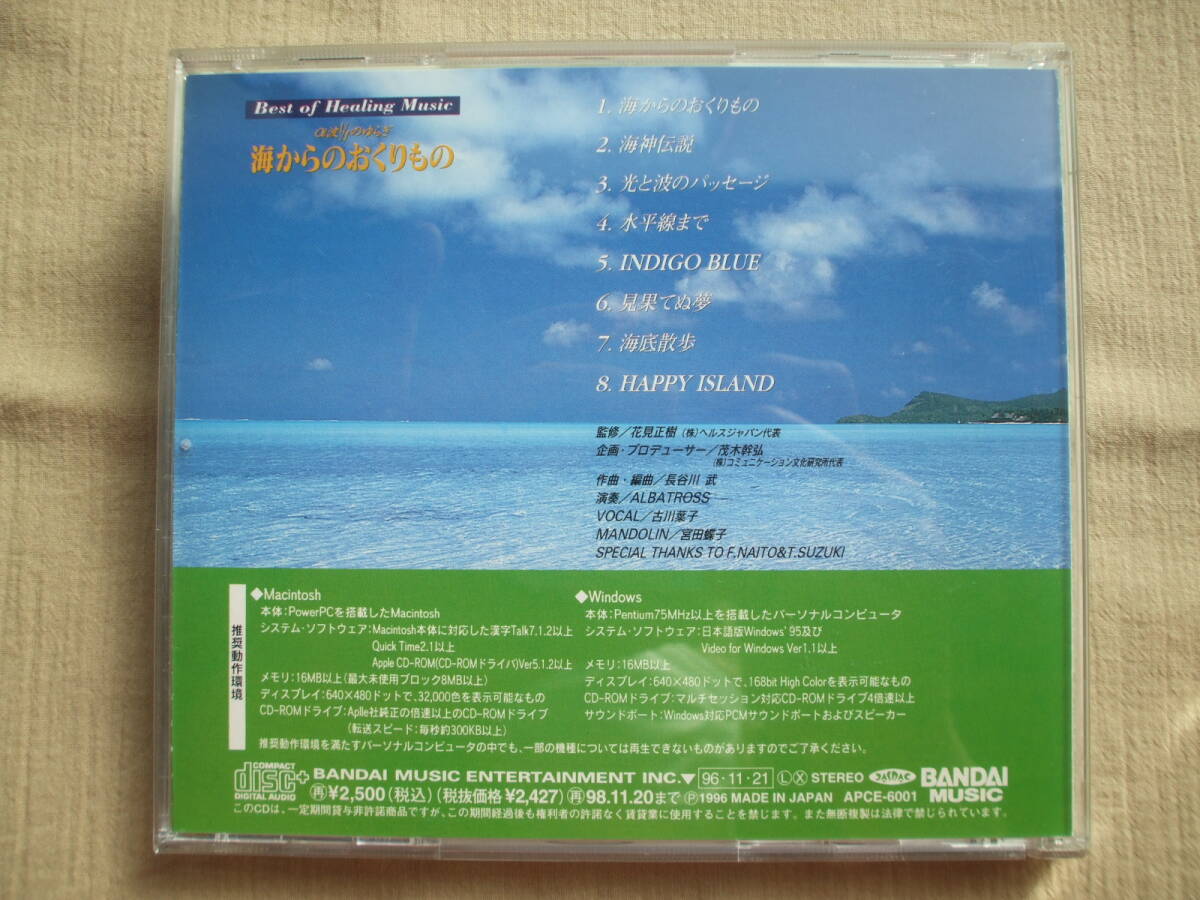 Best of Healing Music
α波1/fのゆらぎ
海からのおくりもの
1. 海からのおくりもの
2. 海神伝説
3. 光と波のパッセージ
4. 水平線まで
5. INDIGO BLUE
6. 見果てぬ夢
7. 海底散歩
8. HAPPY ISLAND
監修／花見正樹 (株)ヘルスジャパン代表
企画・プロデューサー／茂木幹弘
(株)コミュニケーション文化研究所代表
作曲・編曲／長谷川 武
演奏／ALBATROSS
VOCAL／古川葉子
MANDOLIN／宮田蝶子
SPECIAL THANKS TO F.NAITO&T.SUZUKI
推奨動作環境
◆Macintosh
本体：PowerPCを搭載したMacintosh
システム・ソフトウェア：Macintosh本体に対応した漢字Talk7.1.2以上
Quick Time2.1以上
Apple CD-ROM(CD-ROMドライバ)Ver5.1.2以上
メモリ：16MB以上(最大未使用ブロック8MB以上)
ディスプレイ：640×480ドットで、32,000色を表示可能なもの
CD-ROMドライブ：Aplle社純正の倍速以上のCD-ROMドライブ
(転送スピード：毎秒約300KB以上)
◆Windows
本体：Pentium75MHz以上を搭載したパーソナルコンピュータ
システム・ソフトウェア：日本語版Windows'95及び
Video for Windows Ver1.1以上
メモリ：16MB以上
ディスプレイ：640×480ドットで、168bit High Colorを表示可能なもの
CD-ROMドライブ：マルチセッション対応CD-ROMドライブ4倍速以上
サウンドボート：Windows対応PCMサウンドボートおよびスピーカー
推奨動作環境を満たすパーソナルコンピュータの中でも、一部の機種については再生できないものがありますのでご了承ください。
COMPACT disc+ DIGITAL AUDIO
BANDAI MUSIC ENTERTAINMENT INC.▼ 96・11・21 Ⓛ Ⓧ STEREO JASRAC BANDAI MUSIC
再¥2,500(税込)(税抜価格¥2,427)再98.11.20まで Ⓟ1996 MADE IN JAPAN APCE-6001
このCDは、一定期間貸与非許諾商品ですが、この期間経過後も権利者の許諾なく賃貸業に使用することを禁じます。また無断複製は法律で禁じられています。